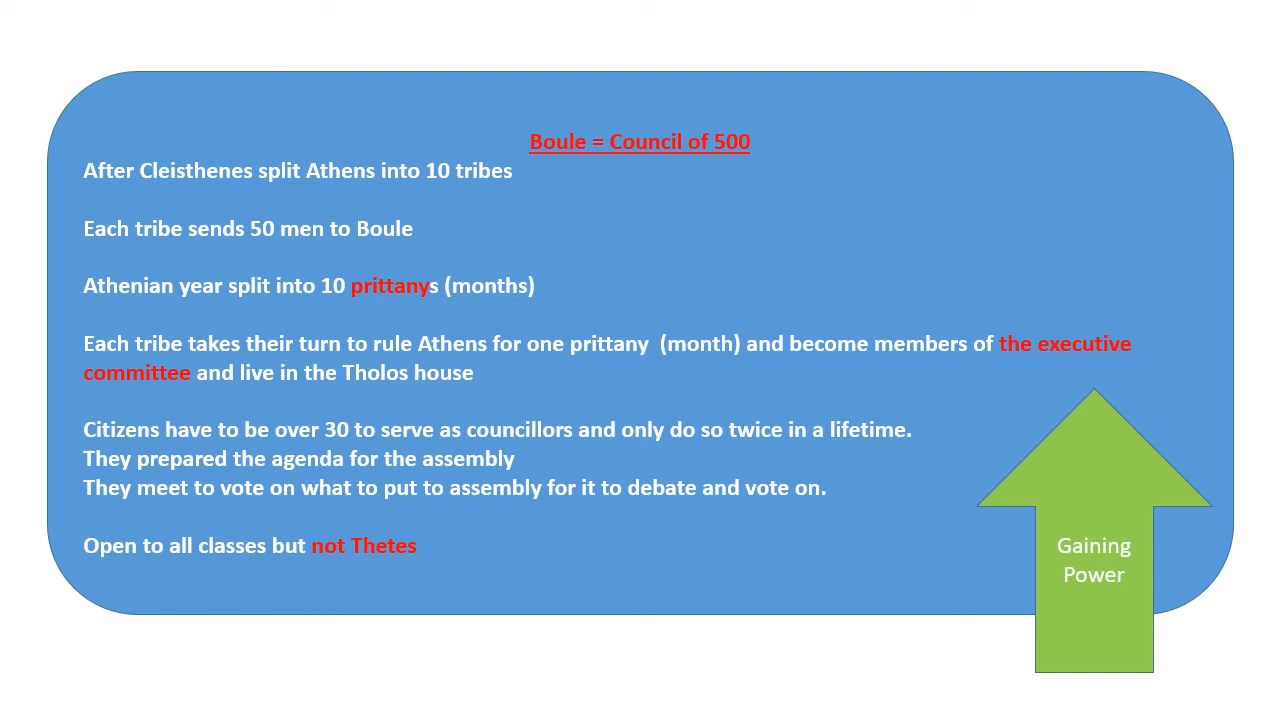 Boule = Council of 500
After Cleisthenes split Athens into 10 tribes
Each tribe sends 50 men to Boule
Athenian year split into 10 prittanys (months)
Each tribe takes their turn to rule Athens for one prittany  (month) and become members of the executive
committee and live in the Tholos house
Citizens have to be over 30 to serve as councillors and only do so twice in a lifetime.
They prepared the agenda for the assembly
They meet to vote on what to put to assembly for it to debate and vote on.
Open to all classes but not Thetes
Gaining
Power